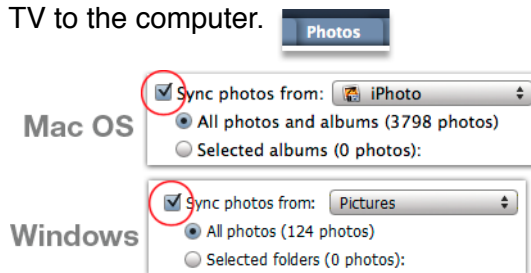 TV to the computer.
Photos
Sync photos from: iPhoto
Mac OS
All photos and albums (3798 photos)
Selected albums (0 photos):
Sync photos from: Pictures
Windows
All photos (124 photos)
Selected folders (0 photos):